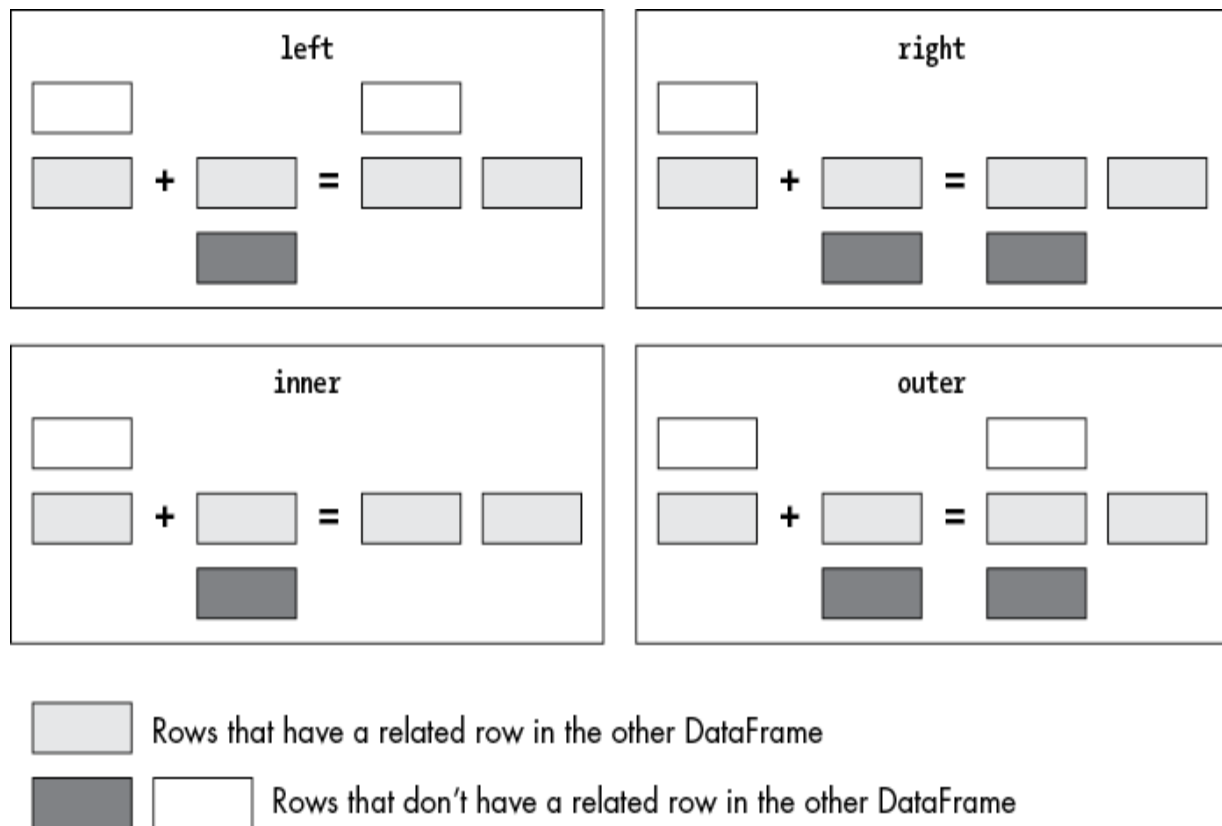 left
+ =
right
+ =
inner
+ =
outer
+ =
Rows that have a related row in the other DataFrame
Rows that don't have a related row in the other DataFrame